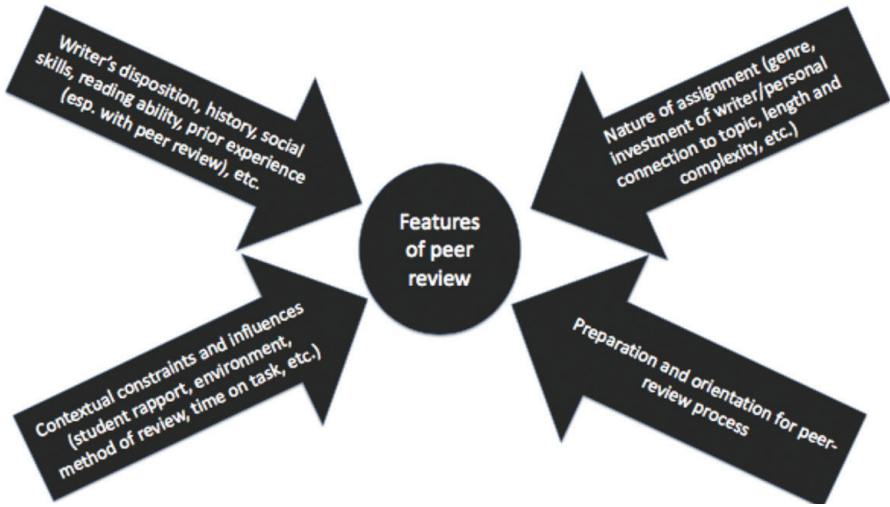 Writer's disposition, history, social
skills, reading ability, prior experience
(esp. with peer review), etc.
Nature of assignment (genre,
investment of writer/personal
connection to topic, length and
complexity, etc.)
Features
of peer
review
Contextual constraints and influences
(student rapport, environment,
method of review, time on task, etc.)
Preparation and orientation for peer-
review process